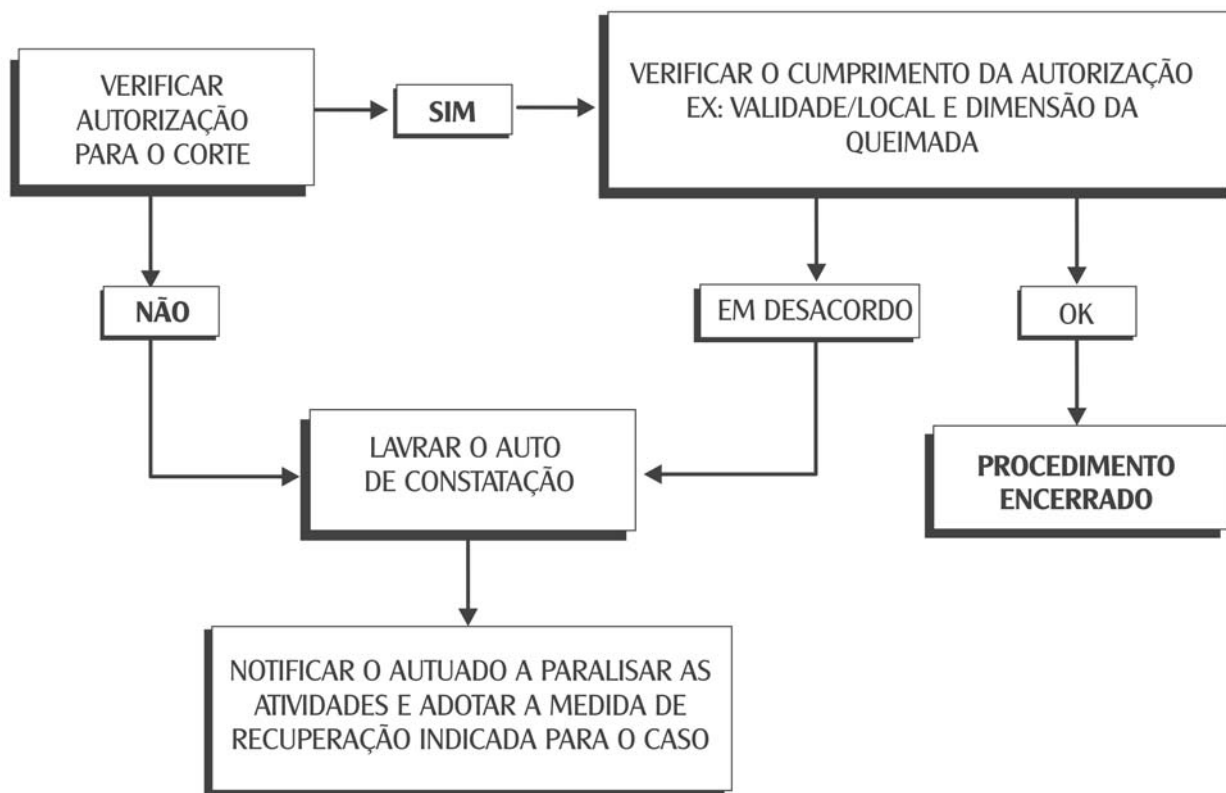 VERIFICAR
AUTORIZAÇÃO
PARA O CORTE
SIM
VERIFICAR O CUMPRIMENTO DA AUTORIZAÇÃO
EX: VALIDADE/LOCAL E DIMENSÃO DA
QUEIMADA
NÃO
EM DESACORDO
OK
LAVRAR O AUTO
DE CONSTATAÇÃO
PROCEDIMENTO
ENCERRADO
NOTIFICAR O AUTUADO A PARALISAR AS
ATIVIDADES E ADOTAR A MEDIDA DE
RECUPERAÇÃO INDICADA PARA O CASO